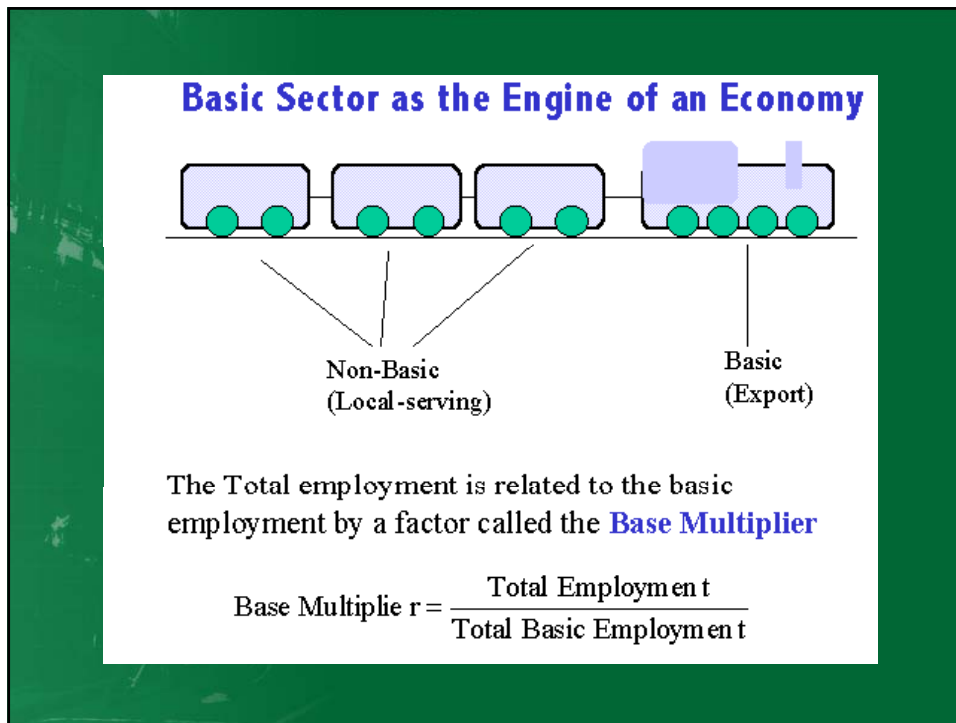 Basic Sector as the Engine of an Economy
Non-Basic
(Local-serving)
Basic
(Export)
The Total employment is related to the basic
employment by a factor called the Base Multiplier
Base Multiplie r = Total Employmen t
Total Basic Employmen t